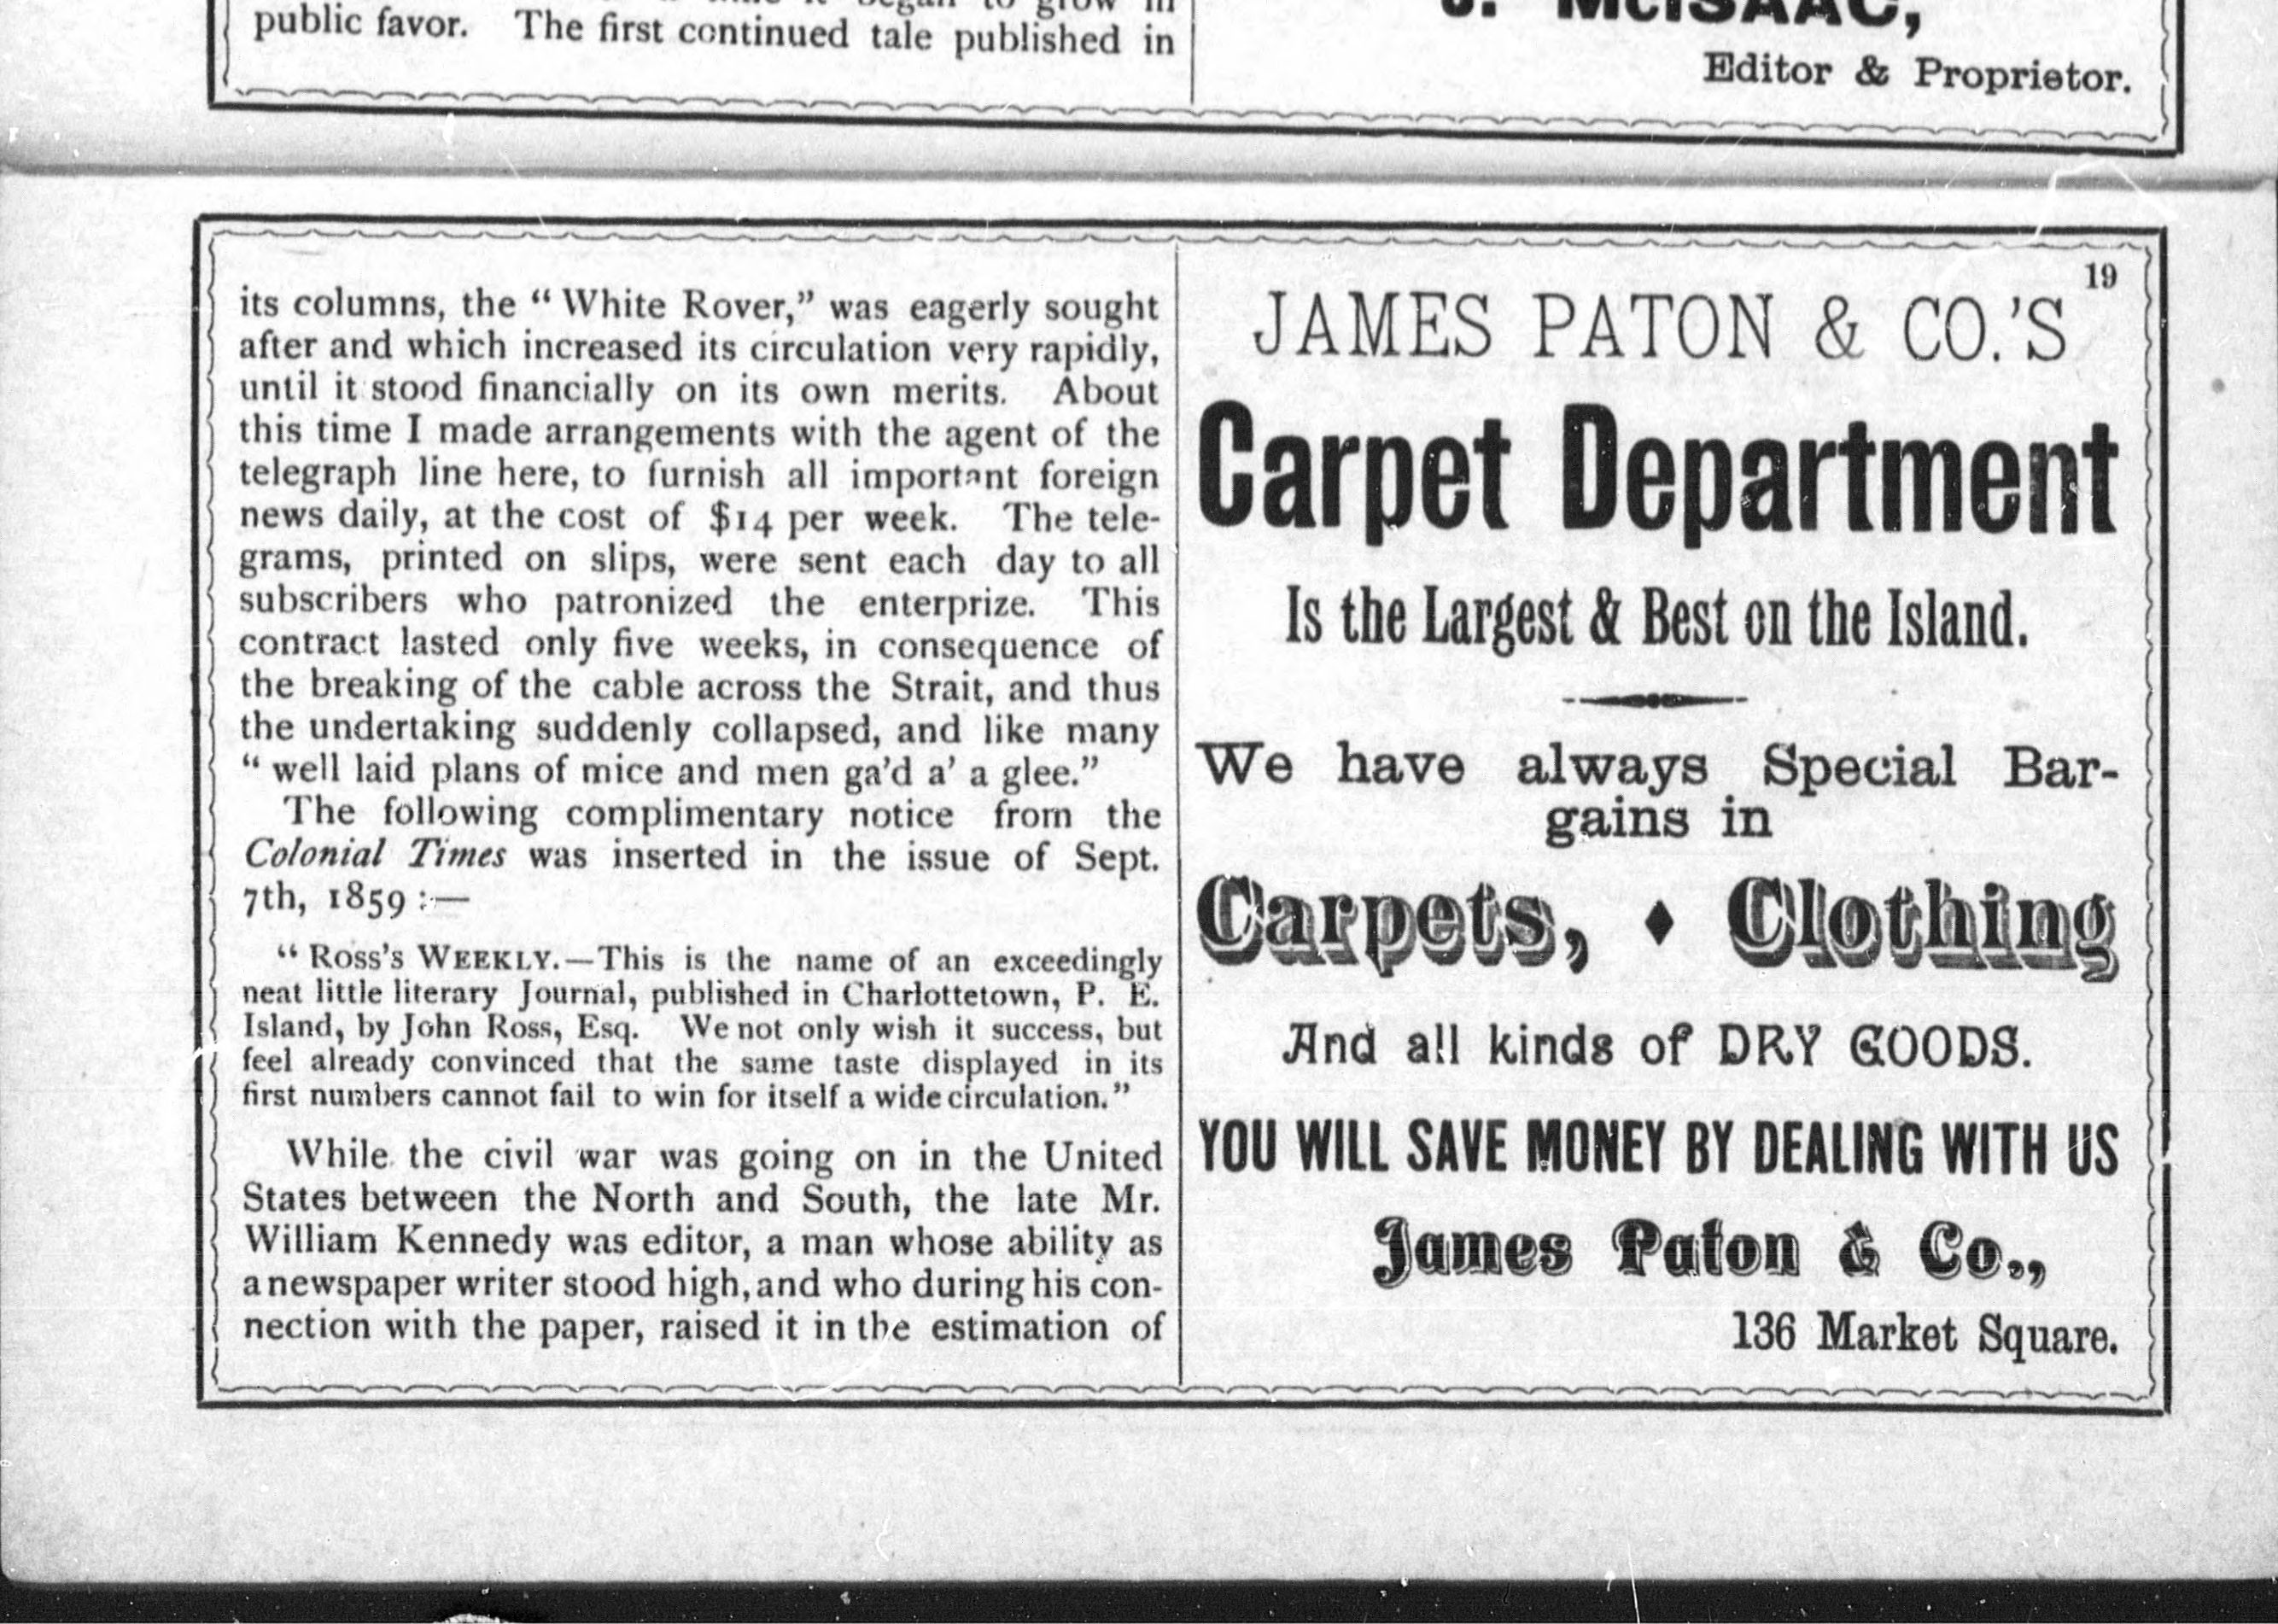 public favor. The first continued tale published in
J. McISAAC,
Editor & Proprietor.
its columns, the “ White Rover,” was eagerly sought
after and which increased its circulation very rapidly,
until it stood financially on its own merits. About
this time I made arrangements with the agent of the
telegraph line here, to furnish all important foreign
news daily, at the cost of $14 per week. The tele-
grams, printed on slips, were sent each day to all
subscribers who patronized the enterprize. This
contract lasted only five weeks, in consequence of
the breaking of the cable across the Strait, and thus
the undertaking suddenly collapsed, and like many
“ well laid plans of mice and men ga’d a’ a glee.”
The following complimentary notice from the
Colonial Times was inserted in the issue of Sept.
7th, 1859 :—
“ ROSS’S WEEKLY.—This is the name of an exceedingly
neat little literary Journal, published in Charlottetown, P. E.
Island, by John Ross, Esq. We not only wish it success, but
feel already convinced that the same taste displayed in its
first numbers cannot fail to win for itself a wide circulation.”
While the civil war was going on in the United
States between the North and South, the late Mr.
William Kennedy was editor, a man whose ability as
a newspaper writer stood high, and who during his con-
nection with the paper, raised it in the estimation of
19
JAMES PATON & CO.’S
Carpet Department
Is the Largest & Best on the Island.
We have always Special Bar-
gains in
Carpets, ♦ Clothing
And all kinds of DRY GOODS.
YOU WILL SAVE MONEY BY DEALING WITH US
James Paton & Co.,
136 Market Square.